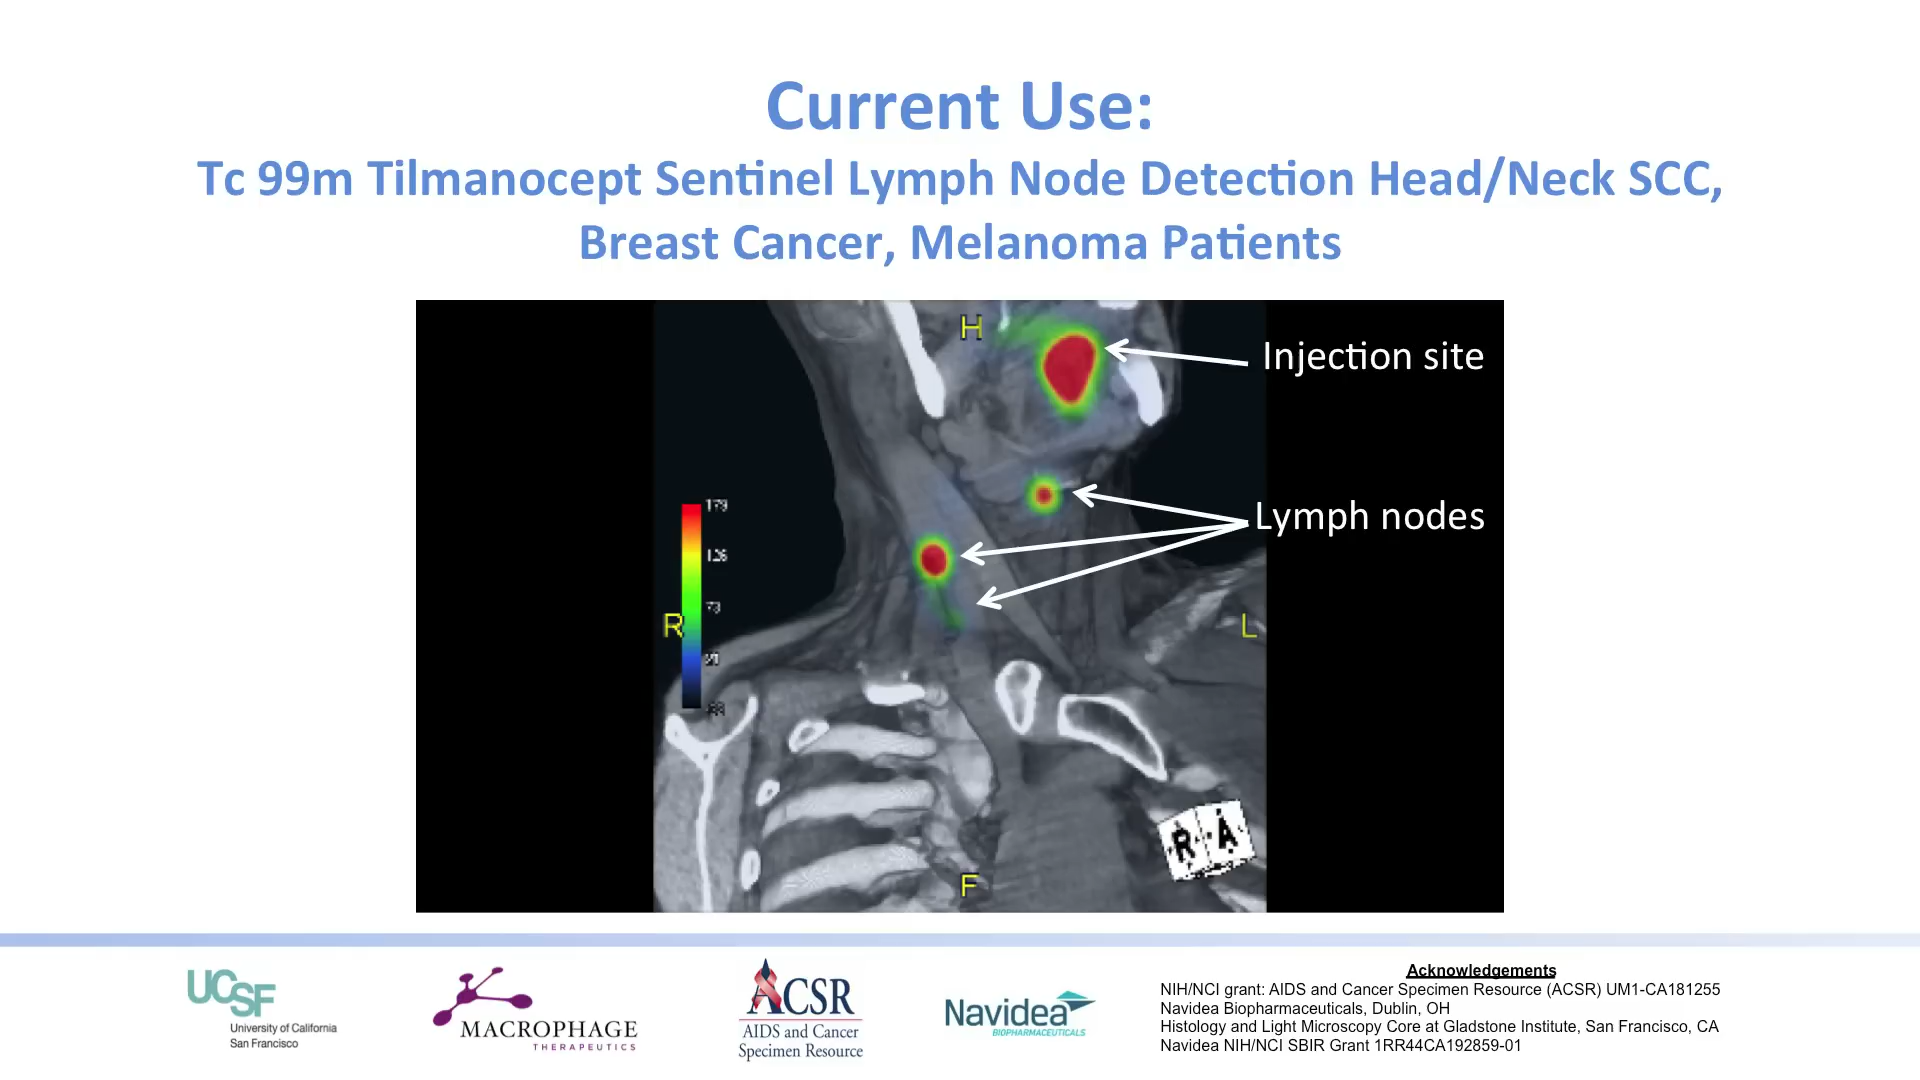 Current Use:
Tc 99m Tilmanocept Sentinel Lymph Node Detection Head/Neck SCC,
Breast Cancer, Melanoma Patients
H
Injection site
Lymph nodes
179
126
73
R
L
R A
F
UCSF
University of California
San Francisco
MACROPHAGE
THERAPEUTICS
ACSR
AIDS and Cancer
Specimen Resource
Navidea
BIOPHARMACEUTICALS
Acknowledgements
NIH/NCI grant: AIDS and Cancer Specimen Resource (ACSR) UM1-CA181255
Navidea Biopharmaceuticals, Dublin, OH
Histology and Light Microscopy Core at Gladstone Institute, San Francisco, CA
Navidea NIH/NCI SBIR Grant 1RR44CA192859-01